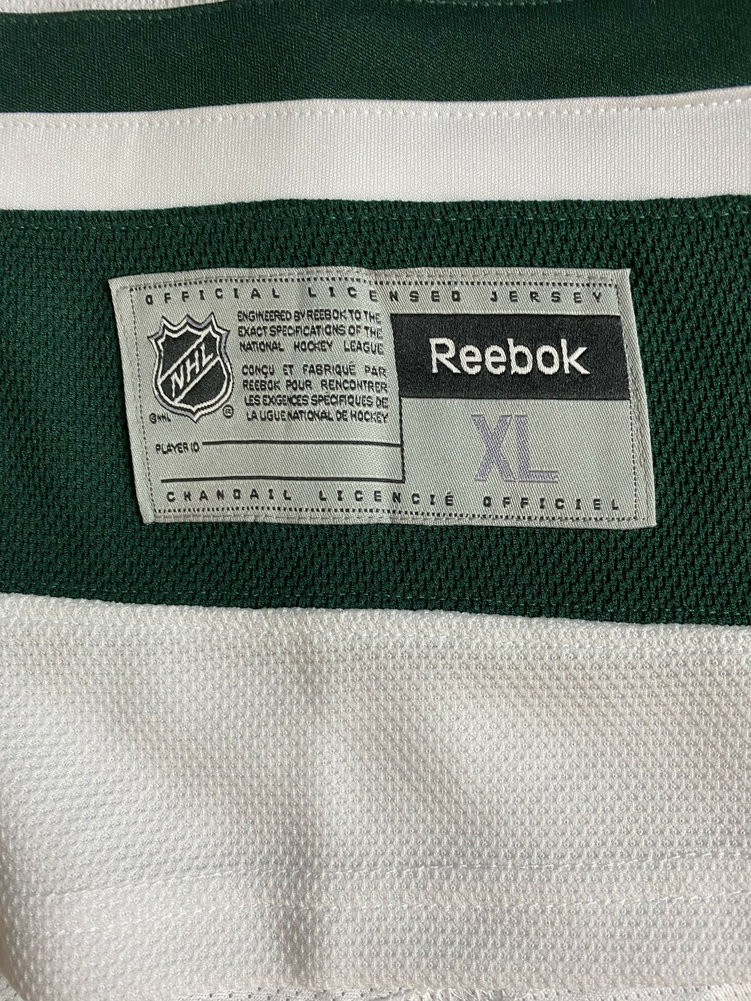 OFFICIAL LICENSED JERSEY
ENGINEERED BY REEBOK TO THE
EXACT SPECIFICATIONS OF THE
NATIONAL HOCKEY LEAGUE
CONÇU ET FABRIQUÉ PAR
REEBOK POUR RENCONTRER
LES EXIGENCES SPÉCIFIQUES DE
LA LIGUE NATIONAL DE HOCKEY
NHL
©NHL
®
Reebok
XL
PLAYER ID
CHANDAIL LICENCIÉ OFFICIEL